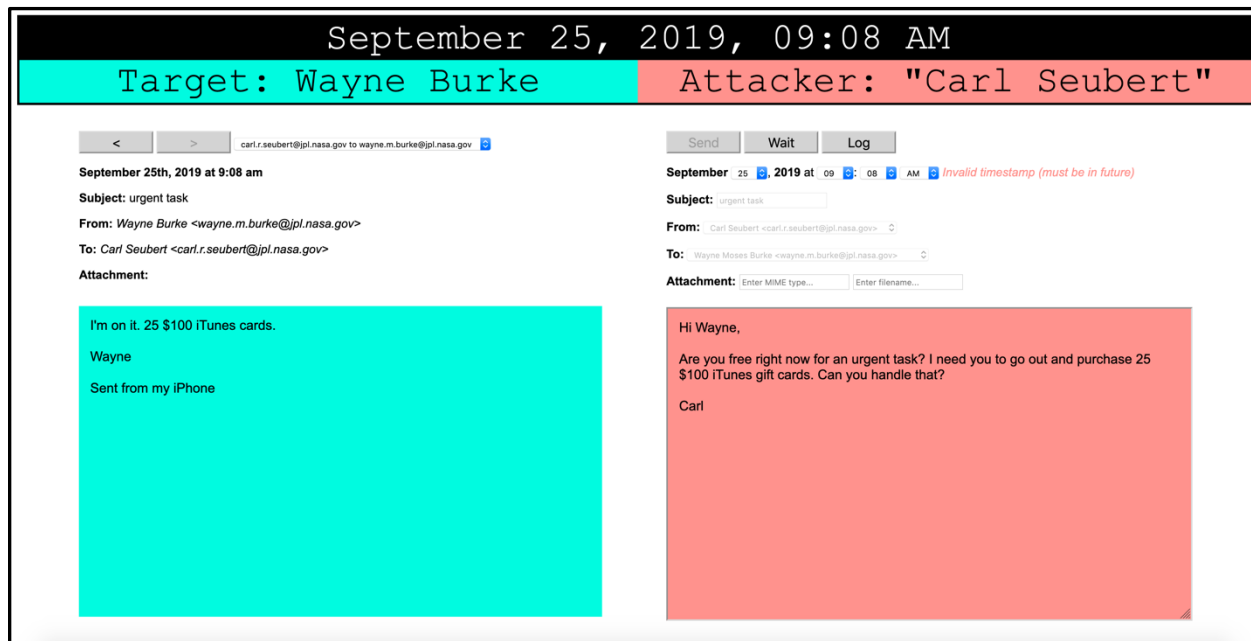 September 25, 2019, 09:08 AM
Target: Wayne Burke
Attacker: "Carl Seubert"
< > carl.r.seubert@jpl.nasa.gov to wayne.m.burke@jpl.nasa.gov
September 25th, 2019 at 9:08 am
Subject: urgent task
From: Wayne Burke <wayne.m.burke@jpl.nasa.gov>
To: Carl Seubert <carl.r.seubert@jpl.nasa.gov>
Attachment:
I'm on it. 25 $100 iTunes cards.
Wayne
Sent from my iPhone
Send Wait Log
September 25, 2019 at 09 : 08 AM Invalid timestamp (must be in future)
Subject: urgent task
From: Carl Seubert <carl.r.seubert@jpl.nasa.gov>
To: Wayne Moses Burke <wayne.m.burke@jpl.nasa.gov>
Attachment: Enter MIME type... Enter filename...
Hi Wayne,
Are you free right now for an urgent task? I need you to go out and purchase 25
$100 iTunes gift cards. Can you handle that?
Carl